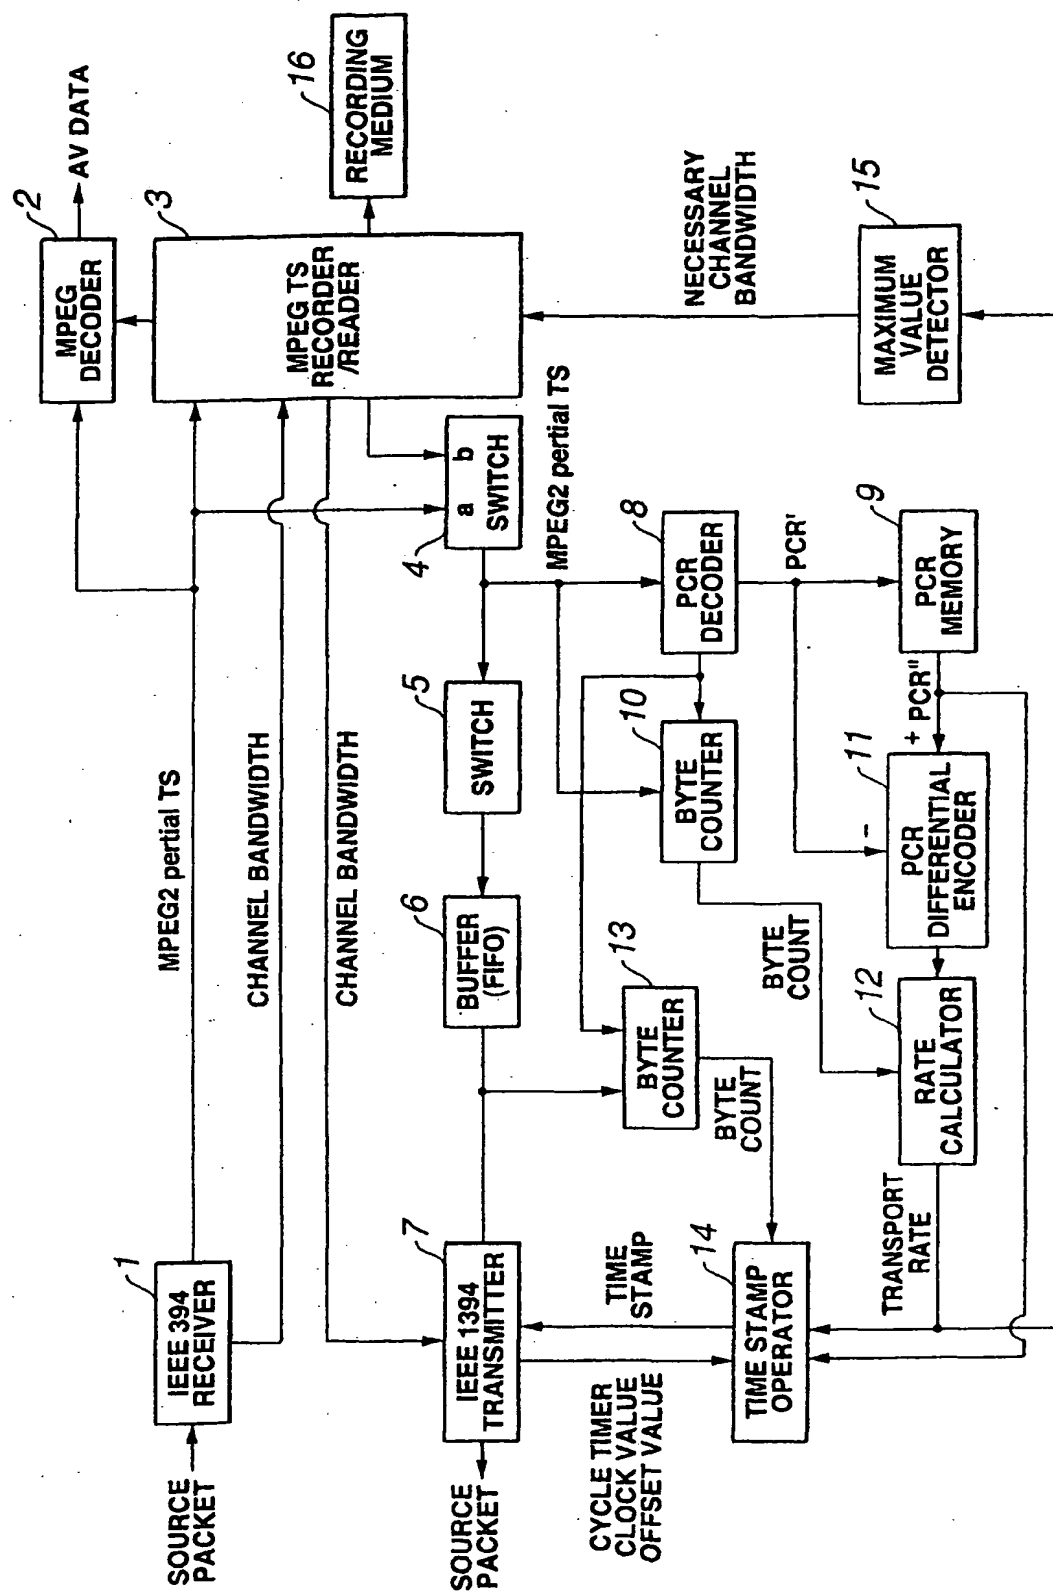 SOURCE
PACKET
1
IEEE 394
RECEIVER
MPEG2 pertial TS
CHANNEL BANDWIDTH
CHANNEL BANDWIDTH
2
MPEG
DECODER
AV DATA
3
MPEG TS
RECORDER
/READER
16
RECORDING
MEDIUM
4
a
b
SWITCH
MPEG2 pertial TS
5
SWITCH
6
BUFFER
(FIFO)
7
IEEE 1394
TRANSMITTER
SOURCE
PACKET
8
PCR
DECODER
PCR'
9
PCR
MEMORY
+ PCR"
10
BYTE
COUNTER
BYTE
COUNT
11
-
PCR
DIFFERENTIAL
ENCODER
12
RATE
CALCULATOR
TRANSPORT
RATE
13
BYTE
COUNTER
BYTE
COUNT
14
TIME STAMP
OPERATOR
TIME
STAMP
CYCLE TIMER
CLOCK VALUE
OFFSET VALUE
NECESSARY
CHANNEL
BANDWIDTH
15
MAXIMUM
VALUE
DETECTOR